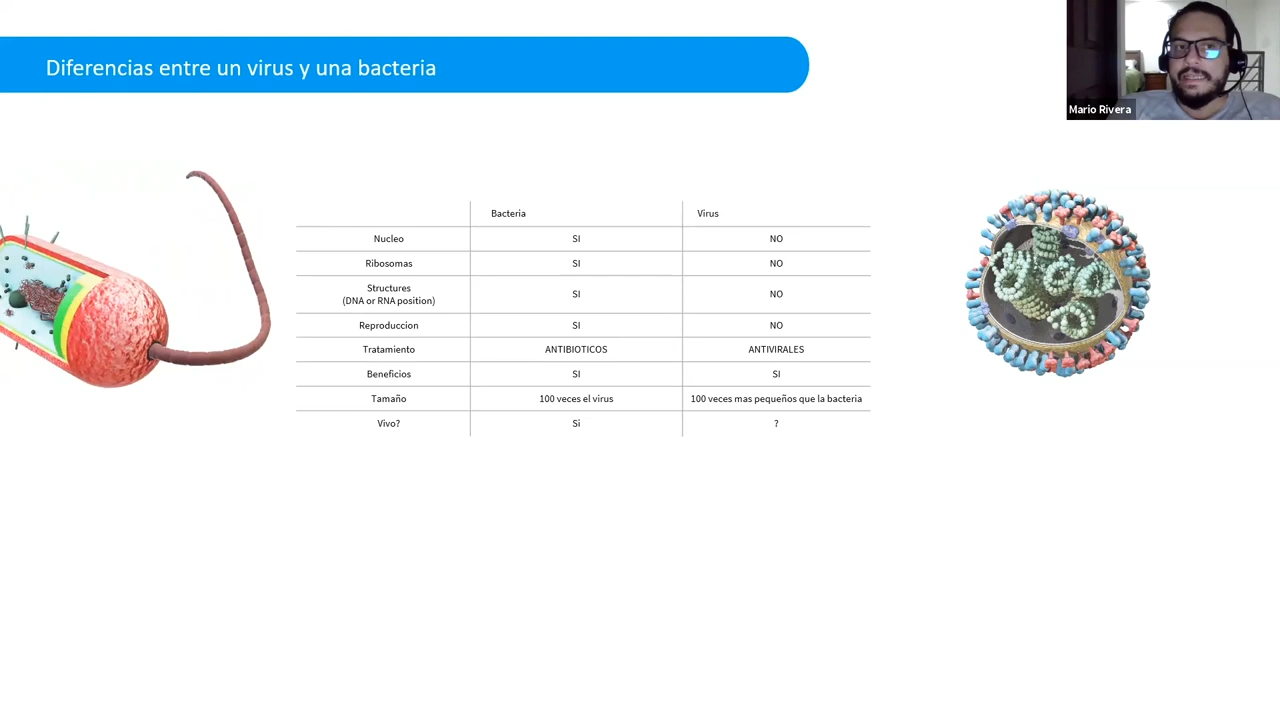 Diferencias entre un virus y una bacteria
Mario Rivera
Bacteria Virus
Nucleo SI NO
Ribosomas SI NO
Structures
(DNA or RNA position) SI NO
Reproduccion SI NO
Tratamiento ANTIBIOTICOS ANTIVIRALES
Beneficios SI SI
Tamaño 100 veces el virus 100 veces mas pequeños que la bacteria
Vivo? Si ?